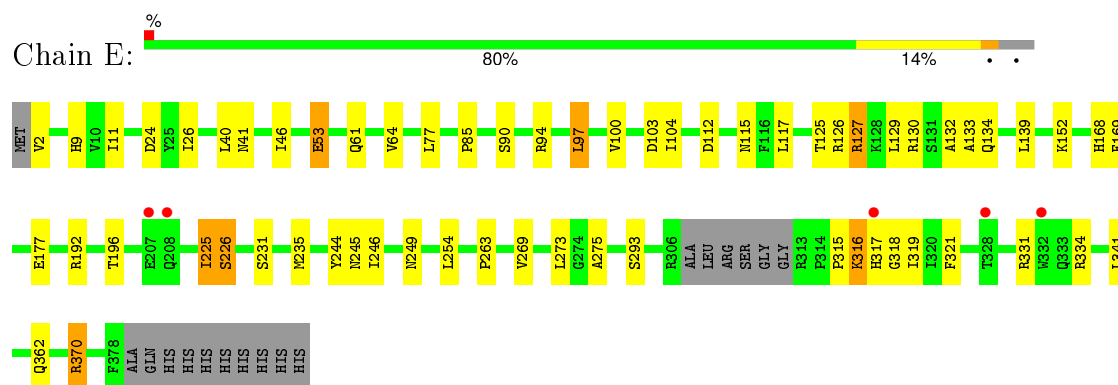 %
Chain E:
80% 14% • •
MET V2 H9 V10 I11 D24 Y25 I26 L40 N41 I46 E53 Q61 V64 L77 P85 S90 R94 L97 V100 D103 I104 D112 N115 F116 L117 T125 R126 R127 K128 L129 R130 S131 A132 A133 Q134 L139 K152 H168 E169
E177 R192 T196 E207 Q208 I225 S226 S231 M235 Y244 N245 I246 N249 L254 P263 V269 L273 G274 A275 S293 R306 ALA LEU ARG SER GLY GLY R313 P314 P315 K316 H317 G318 I319 I320 F321 T328 R331 W332 Q333 R334 L341
Q362 R370 F378 ALA GLN HIS HIS HIS HIS HIS HIS HIS HIS